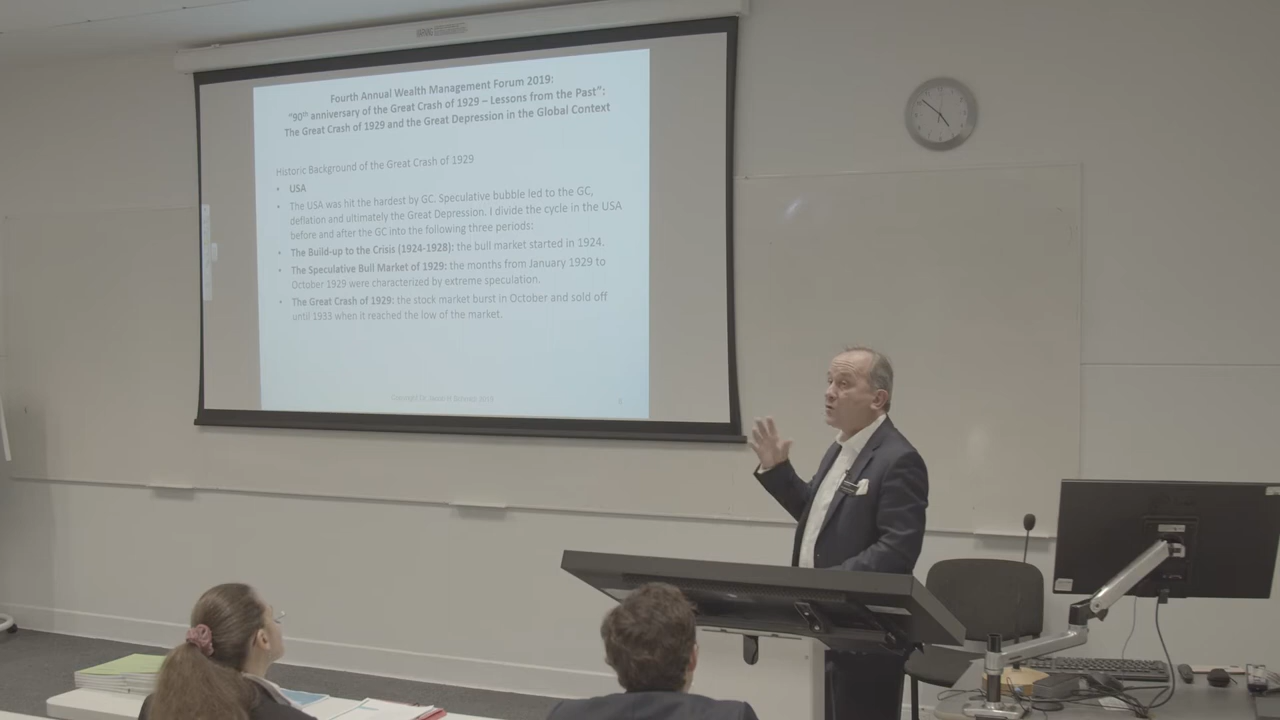 Fourth Annual Wealth Management Forum 2019:
"90th anniversary of the Great Crash of 1929 – Lessons from the Past":
The Great Crash of 1929 and the Great Depression in the Global Context
Historic Background of the Great Crash of 1929
• USA
• The USA was hit the hardest by GC. Speculative bubble led to the GC,
deflation and ultimately the Great Depression. I divide the cycle in the USA
before and after the GC into the following three periods:
• The Build-up to the Crisis (1924-1928): the bull market started in 1924.
• The Speculative Bull Market of 1929: the months from January 1929 to
October 1929 were characterized by extreme speculation.
• The Great Crash of 1929: the stock market burst in October and sold off
until 1933 when it reached the low of the market.